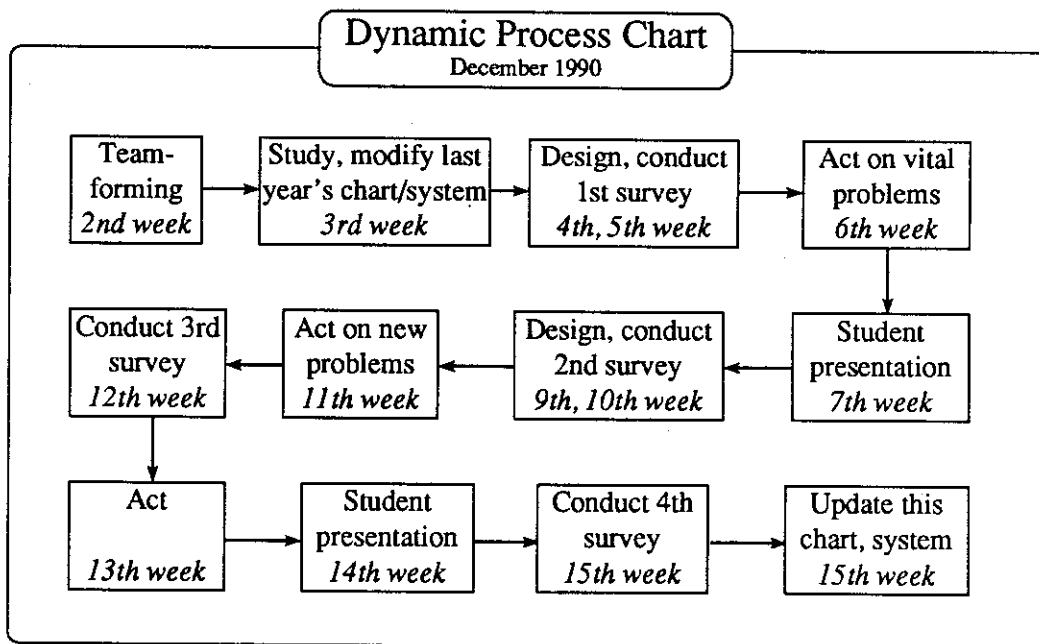 Dynamic Process Chart
December 1990
Team-
forming
2nd week
Study, modify last
year's chart/system
3rd week
Design, conduct
1st survey
4th, 5th week
Act on vital
problems
6th week
Student
presentation
7th week
Design, conduct
2nd survey
9th, 10th week
Act on new
problems
11th week
Conduct 3rd
survey
12th week
Act
13th week
Student
presentation
14th week
Conduct 4th
survey
15th week
Update this
chart, system
15th week